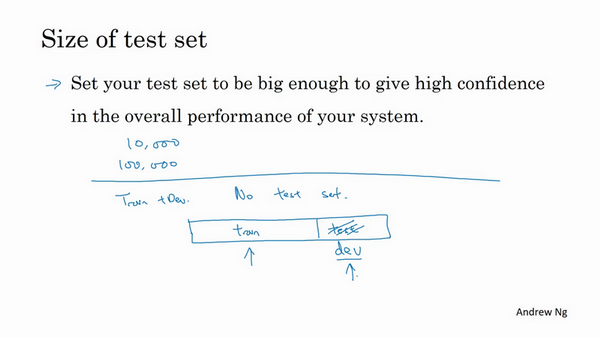 Size of test set
→ Set your test set to be big enough to give high confidence
in the overall performance of your system.
10,000
100,000
Train + Dev. No test set.
train test
dev
Andrew Ng